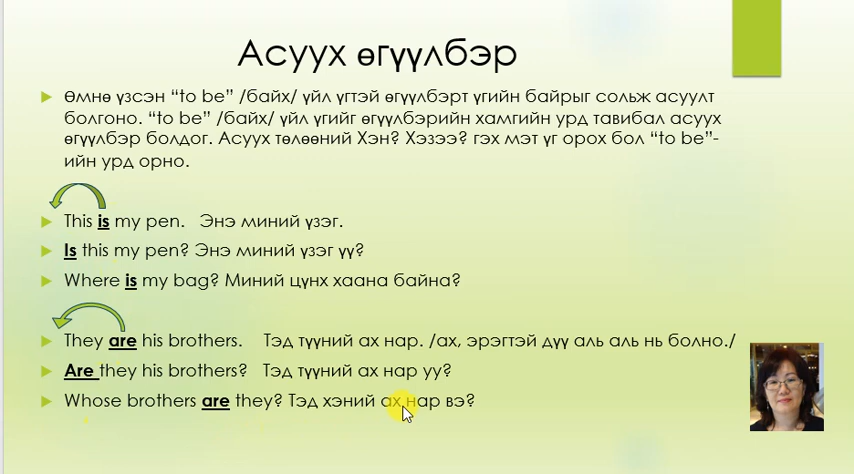 Асуух өгүүлбэр
Өмнө үзсэн “to be” /байх/ үйл үгтэй өгүүлбэрт үгийн байрыг сольж асуулт
болгоно. “to be” /байх/ үйл үгийг өгүүлбэрийн хамгийн урд тавибал асуух
өгүүлбэр болдог. Асуух төлөөний Хэн? Хэзээ? гэх мэт үг орох бол “to be”-
ийн урд орно.
This is my pen. Энэ миний үзэг.
Is this my pen? Энэ миний үзэг үү?
Where is my bag? Миний цүнх хаана байна?
They are his brothers. Тэд түүний ах нар. /ах, эрэгтэй дүү аль аль нь болно./
Are they his brothers? Тэд түүний ах нар уу?
Whose brothers are they? Тэд хэний ах нар вэ?